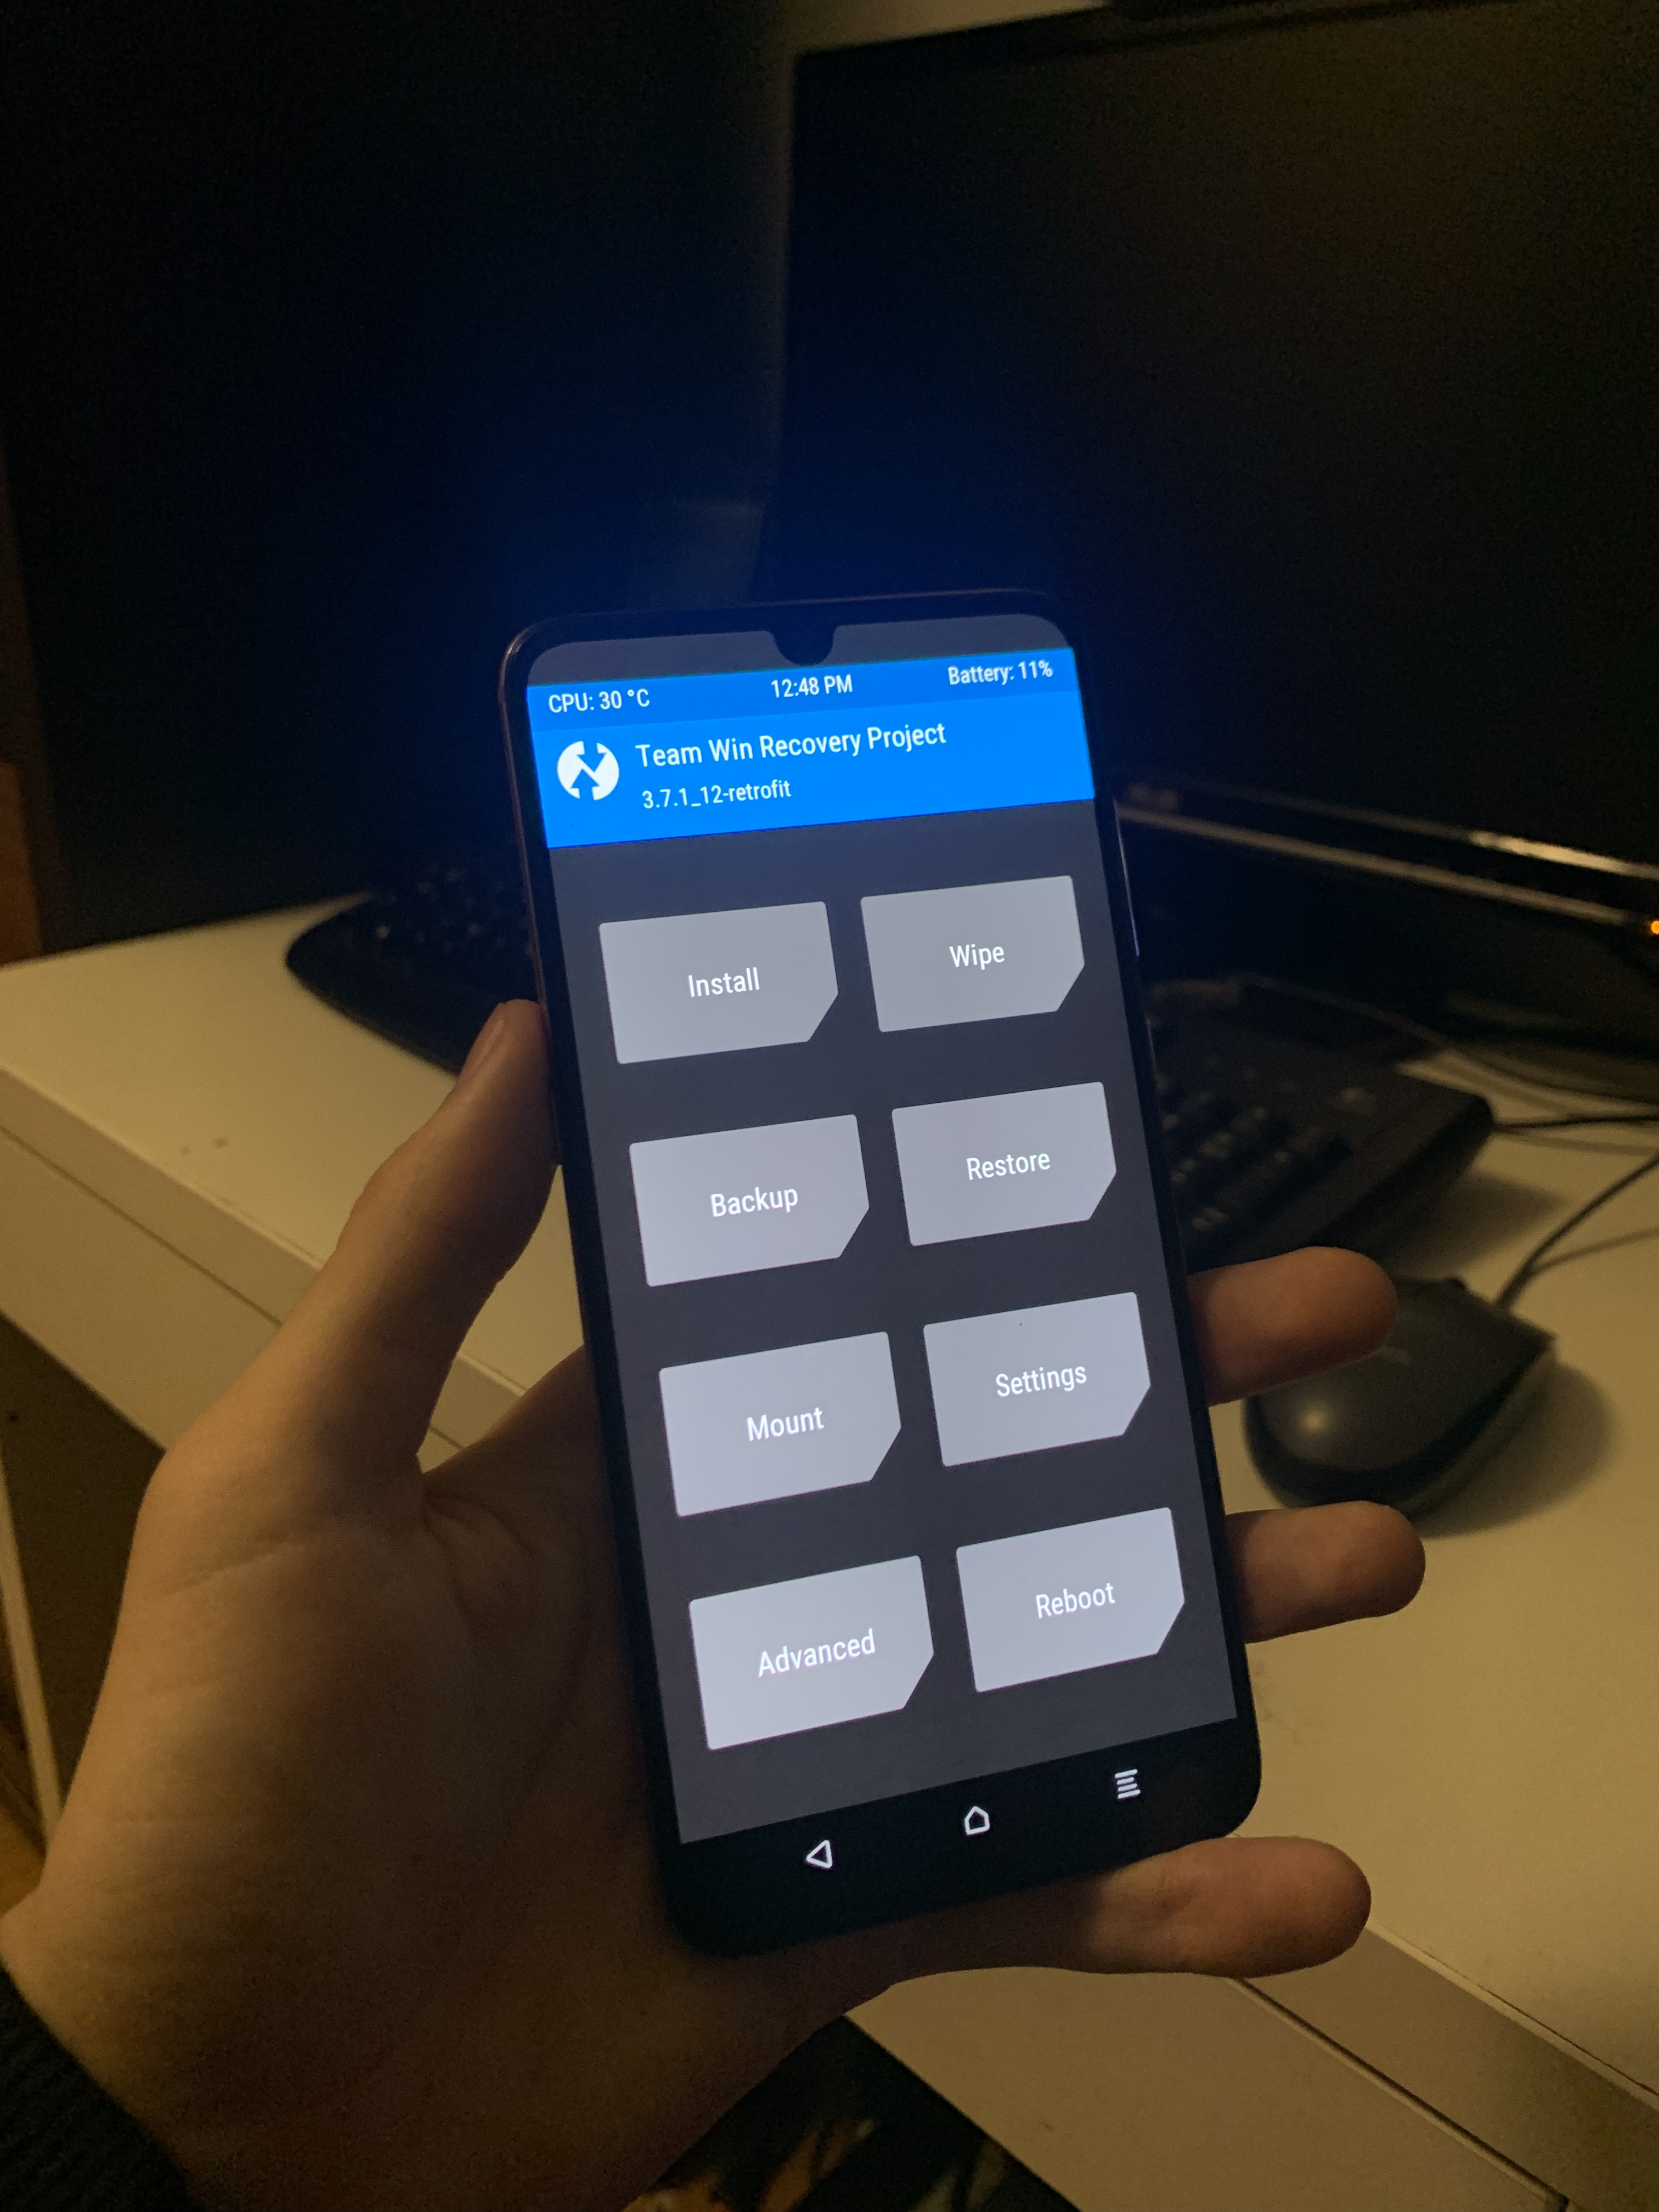 CPU: 30 °C 12:48 PM Battery: 11%
Team Win Recovery Project
3.7.1_12-retrofit
Install Wipe
Backup Restore
Mount Settings
Advanced Reboot